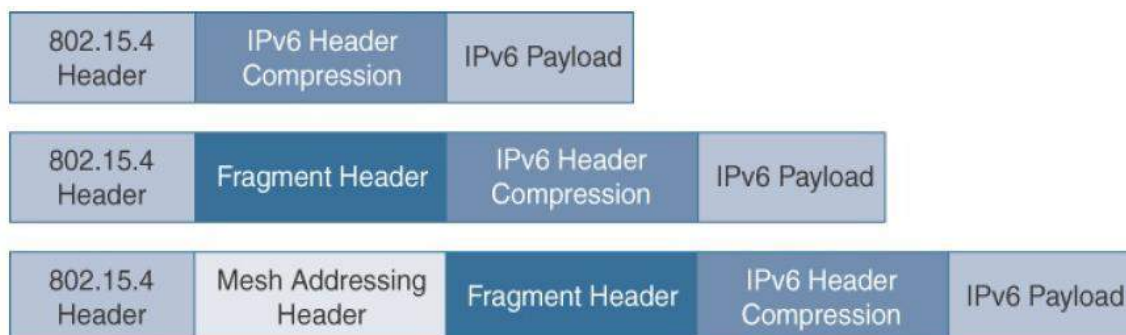 802.15.4 Header IPv6 Header Compression IPv6 Payload
802.15.4 Header Fragment Header IPv6 Header Compression IPv6 Payload
802.15.4 Header Mesh Addressing Header Fragment Header IPv6 Header Compression IPv6 Payload